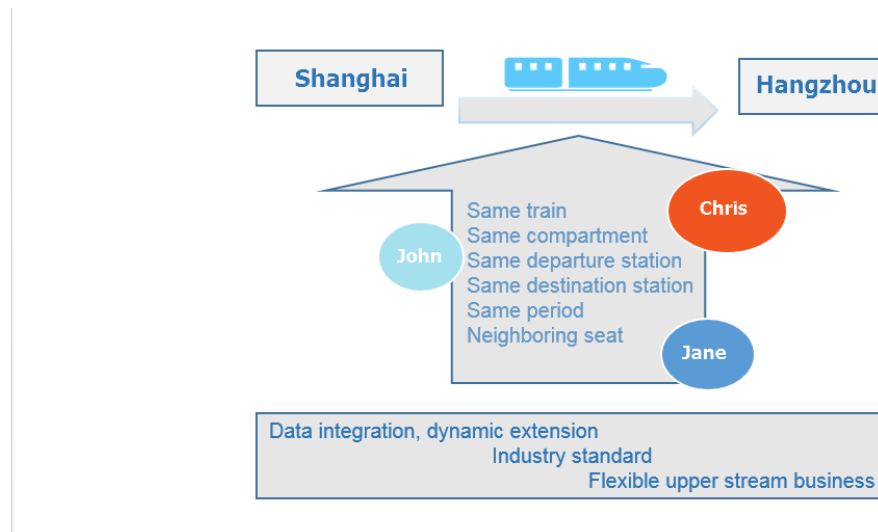 Shanghai
Hangzhou
Chris
Same train
Same compartment
John
Same departure station
Same destination station
Same period
Neighboring seat
Jane
Data integration, dynamic extension
Industry standard
Flexible upper stream business